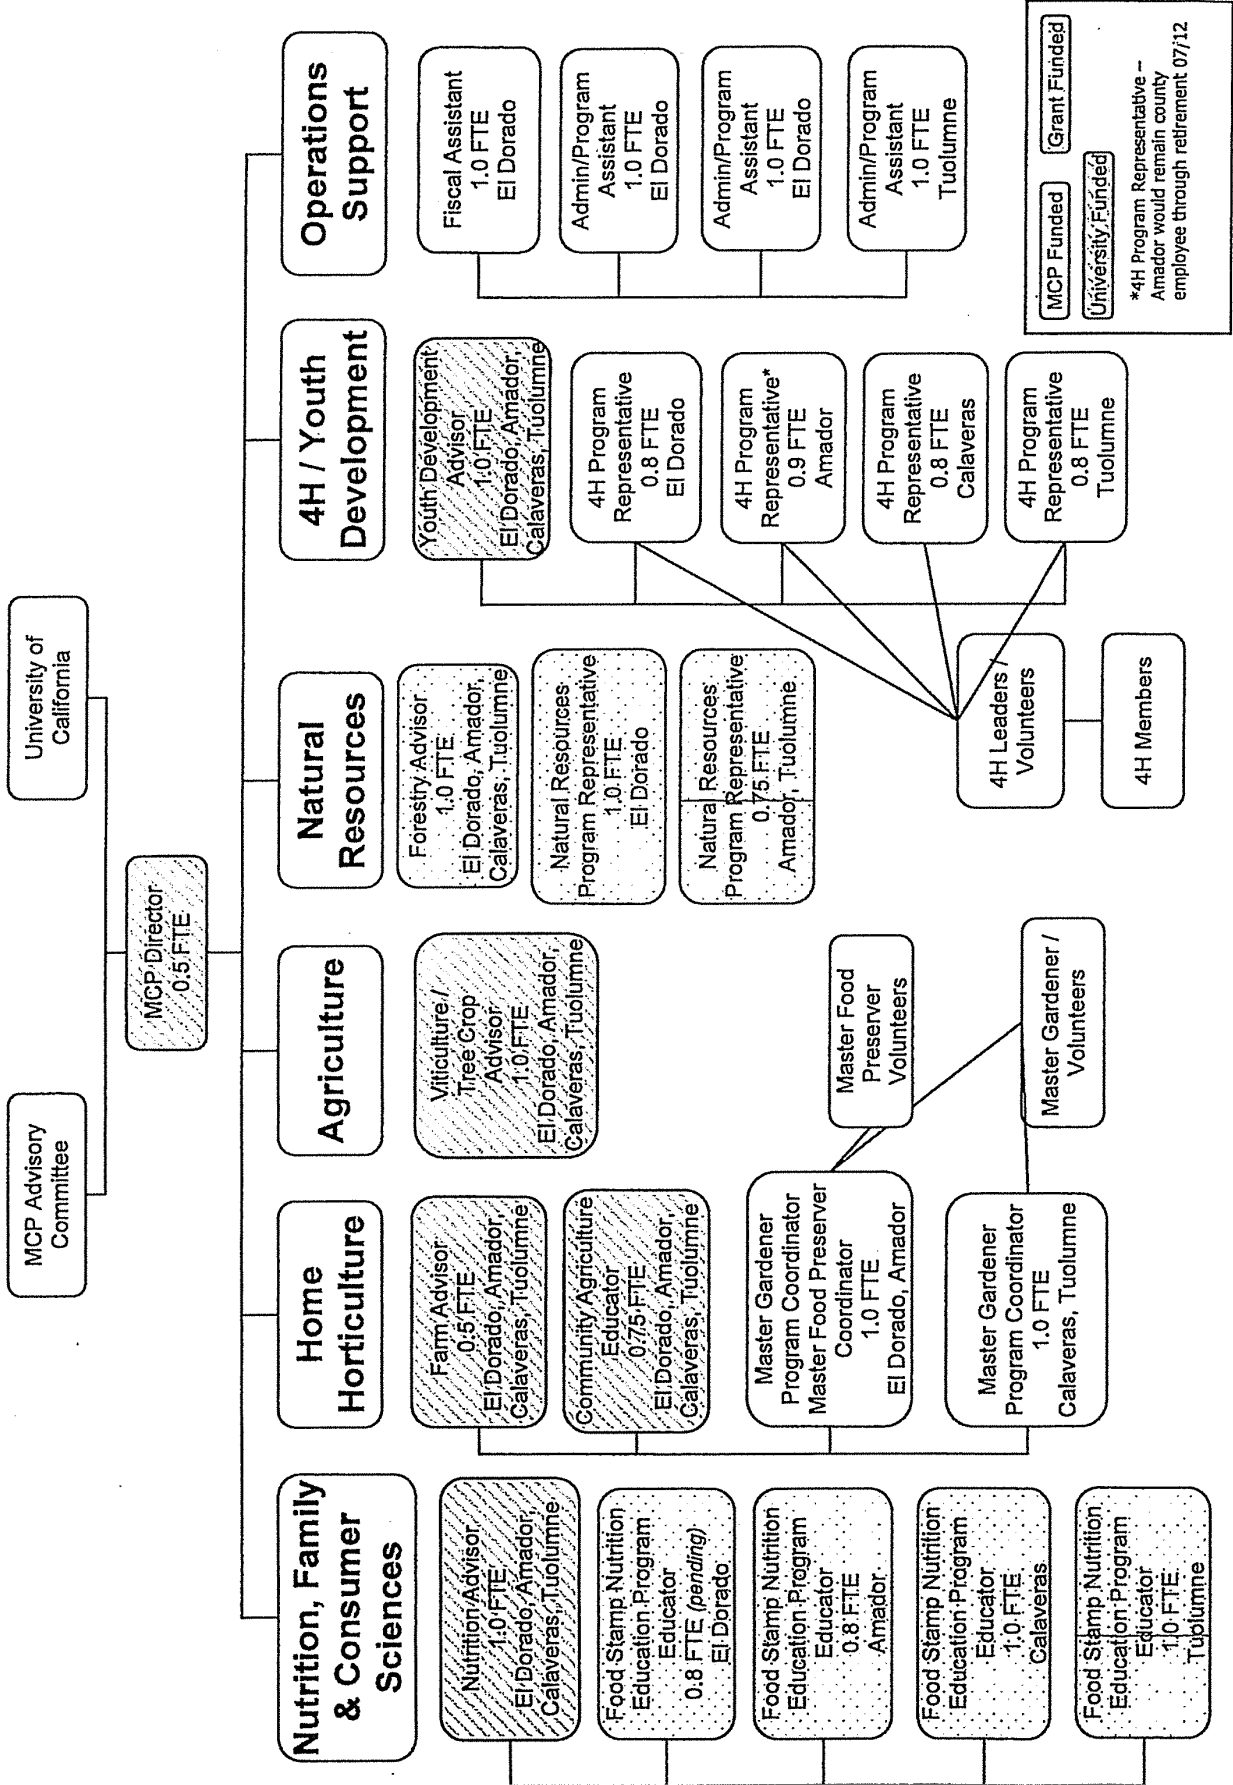 MCP Advisory
Committee
University of
California
MCP Director
0.5 FTE
Nutrition, Family
& Consumer
Sciences
Nutrition Advisor
1.0 FTE
El Dorado, Amador,
Calaveras, Tuolumne
Food Stamp Nutrition
Education Program
Educator
0.8 FTE (pending)
El Dorado
Food Stamp Nutrition
Education Program
Educator
0.8 FTE
Amador
Food Stamp Nutrition
Education Program
Educator
1.0 FTE
Calaveras
Food Stamp Nutrition
Education Program
Educator
1.0 FTE
Tuolumne
Home
Horticulture
Farm Advisor
0.5 FTE
El Dorado, Amador,
Calaveras, Tuolumne
Community Agriculture
Educator
0.75 FTE
El Dorado, Amador,
Calaveras, Tuolumne
Master Gardener
Program Coordinator
Master Food Preserver
Coordinator
1.0 FTE
El Dorado, Amador
Master Gardener
Program Coordinator
1.0 FTE
Calaveras, Tuolumne
Agriculture
Viticulture /
Tree Crop
Advisor
1.0 FTE
El Dorado, Amador,
Calaveras, Tuolumne
Master Food
Preserver
Volunteers
Master Gardener /
Volunteers
Natural
Resources
Forestry Advisor
1.0 FTE
El Dorado, Amador,
Calaveras, Tuolumne
Natural Resources
Program Representative
1.0 FTE
El Dorado
Natural Resources
Program Representative
0.75 FTE
Amador, Tuolumne
4H Leaders /
Volunteers
4H Members
4H / Youth
Development
Youth Development
Advisor
1.0 FTE
El Dorado, Amador,
Calaveras, Tuolumne
4H Program
Representative
0.8 FTE
El Dorado
4H Program
Representative*
0.9 FTE
Amador
4H Program
Representative
0.8 FTE
Calaveras
4H Program
Representative
0.8 FTE
Tuolumne
Operations
Support
Fiscal Assistant
1.0 FTE
El Dorado
Admin/Program
Assistant
1.0 FTE
El Dorado
Admin/Program
Assistant
1.0 FTE
El Dorado
Admin/Program
Assistant
1.0 FTE
Tuolumne
MCP Funded
Grant Funded
University Funded
*4H Program Representative –
Amador would remain county
employee through retirement 07/12